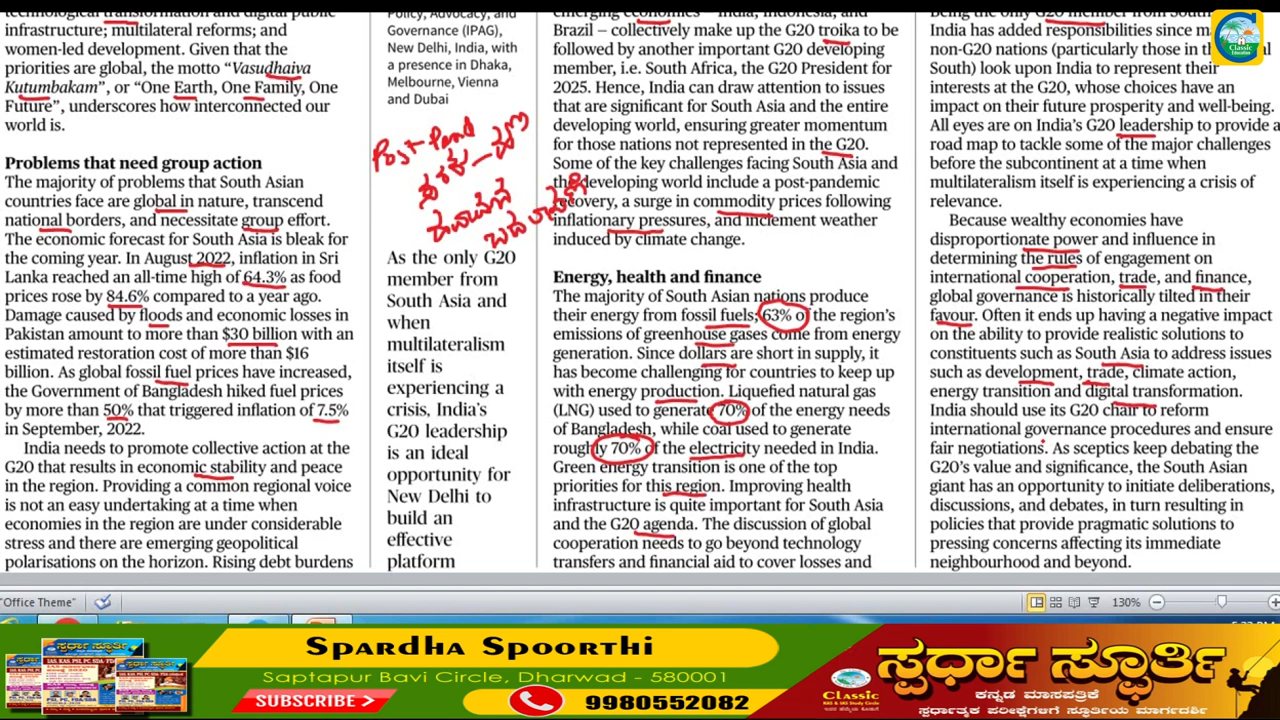 technological transformation and digital public
infrastructure; multilateral reforms; and
women-led development. Given that the
priorities are global, the motto “Vasudhaiva
Kutumbakam”, or “One Earth, One Family, One
Future”, underscores how interconnected our
world is.
Problems that need group action
The majority of problems that South Asian
countries face are global in nature, transcend
national borders, and necessitate group effort.
The economic forecast for South Asia is bleak for
the coming year. In August 2022, inflation in Sri
Lanka reached an all-time high of 64.3% as food
prices rose by 84.6% compared to a year ago.
Damage caused by floods and economic losses in
Pakistan amount to more than $30 billion with an
estimated restoration cost of more than $16
billion. As global fossil fuel prices have increased,
the Government of Bangladesh hiked fuel prices
by more than 50% that triggered inflation of 7.5%
in September, 2022.
India needs to promote collective action at the
G20 that results in economic stability and peace
in the region. Providing a common regional voice
is not an easy undertaking at a time when
economies in the region are under considerable
stress and there are emerging geopolitical
polarisations on the horizon. Rising debt burdens
Policy, Advocacy, and
Governance (IPAG),
New Delhi, India, with
a presence in Dhaka,
Melbourne, Vienna
and Dubai
Post-Pand
As the only G20
member from
South Asia and
when
multilateralism
itself is
experiencing a
crisis, India’s
G20 leadership
is an ideal
opportunity for
New Delhi to
build an
effective
platform
emerging economies – India, Indonesia, and
Brazil – collectively make up the G20 troika to be
followed by another important G20 developing
member, i.e. South Africa, the G20 President for
2025. Hence, India can draw attention to issues
that are significant for South Asia and the entire
developing world, ensuring greater momentum
for those nations not represented in the G20.
Some of the key challenges facing South Asia and
the developing world include a post-pandemic
recovery, a surge in commodity prices following
inflationary pressures, and inclement weather
induced by climate change.
Energy, health and finance
The majority of South Asian nations produce
their energy from fossil fuels; 63% of the region’s
emissions of greenhouse gases come from energy
generation. Since dollars are short in supply, it
has become challenging for countries to keep up
with energy production. Liquefied natural gas
(LNG) used to generate 70% of the energy needs
of Bangladesh, while coal used to generate
roughly 70% of the electricity needed in India.
Green energy transition is one of the top
priorities for this region. Improving health
infrastructure is quite important for South Asia
and the G20 agenda. The discussion of global
cooperation needs to go beyond technology
transfers and financial aid to cover losses and
Being the only G20 member from South
India has added responsibilities since
non-G20 nations (particularly those in the
South) look upon India to represent their
interests at the G20, whose choices have an
impact on their future prosperity and well-being.
All eyes are on India’s G20 leadership to provide a
road map to tackle some of the major challenges
before the subcontinent at a time when
multilateralism itself is experiencing a crisis of
relevance.
Because wealthy economies have
disproportionate power and influence in
determining the rules of engagement on
international cooperation, trade, and finance,
global governance is historically tilted in their
favour. Often it ends up having a negative impact
on the ability to provide realistic solutions to
constituents such as South Asia to address issues
such as development, trade, climate action,
energy transition and digital transformation.
India should use its G20 chair to reform
international governance procedures and ensure
fair negotiations. As sceptics keep debating the
G20’s value and significance, the South Asian
giant has an opportunity to initiate deliberations,
discussions, and debates, in turn resulting in
policies that provide pragmatic solutions to
pressing concerns affecting its immediate
neighbourhood and beyond.
Classic
Education
"Office Theme"
130%
Spardha Spoorthi
Saptapur Bavi Circle, Dharwad - 580001
SUBSCRIBE
9980552082
Classic
KAS & IAS Study Circle
ಸ್ಪರ್ಧಾ ಸ್ಫೂರ್ತಿ
ಕನ್ನಡ ಮಾಸಪತ್ರಿಕೆ
ಸ್ಪರ್ಧಾತ್ಮಕ ಪರೀಕ್ಷೆಗಳಿಗೆ ಸ್ಫೂರ್ತಿಯ ಮಾರ್ಗದರ್ಶಿ